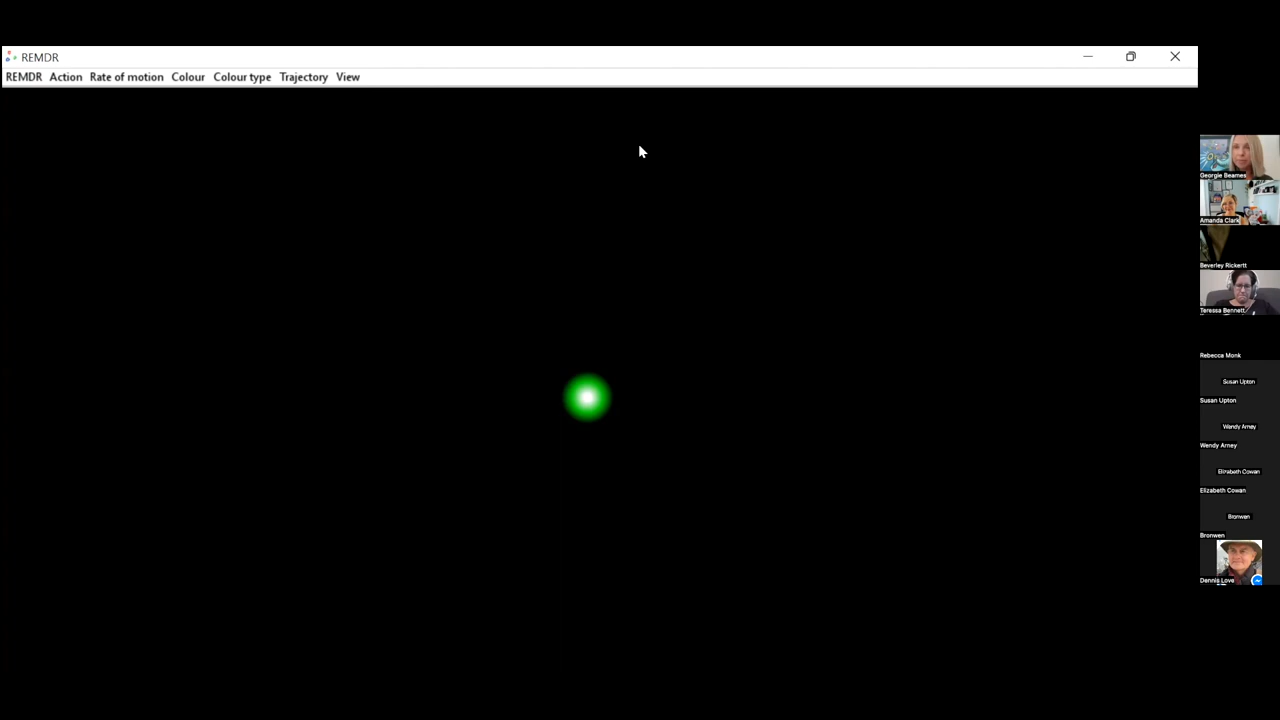 REMDR
REMDR Action Rate of motion Colour Colour type Trajectory View
Georgie Beames
Amanda Clark
Beverley Rickertt
Teressa Bennett
Rebecca Monk
Susan Upton
Susan Upton
Wendy Arney
Wendy Arney
Elizabeth Cowan
Elizabeth Cowan
Bronwen
Bronwen
Dennis Love